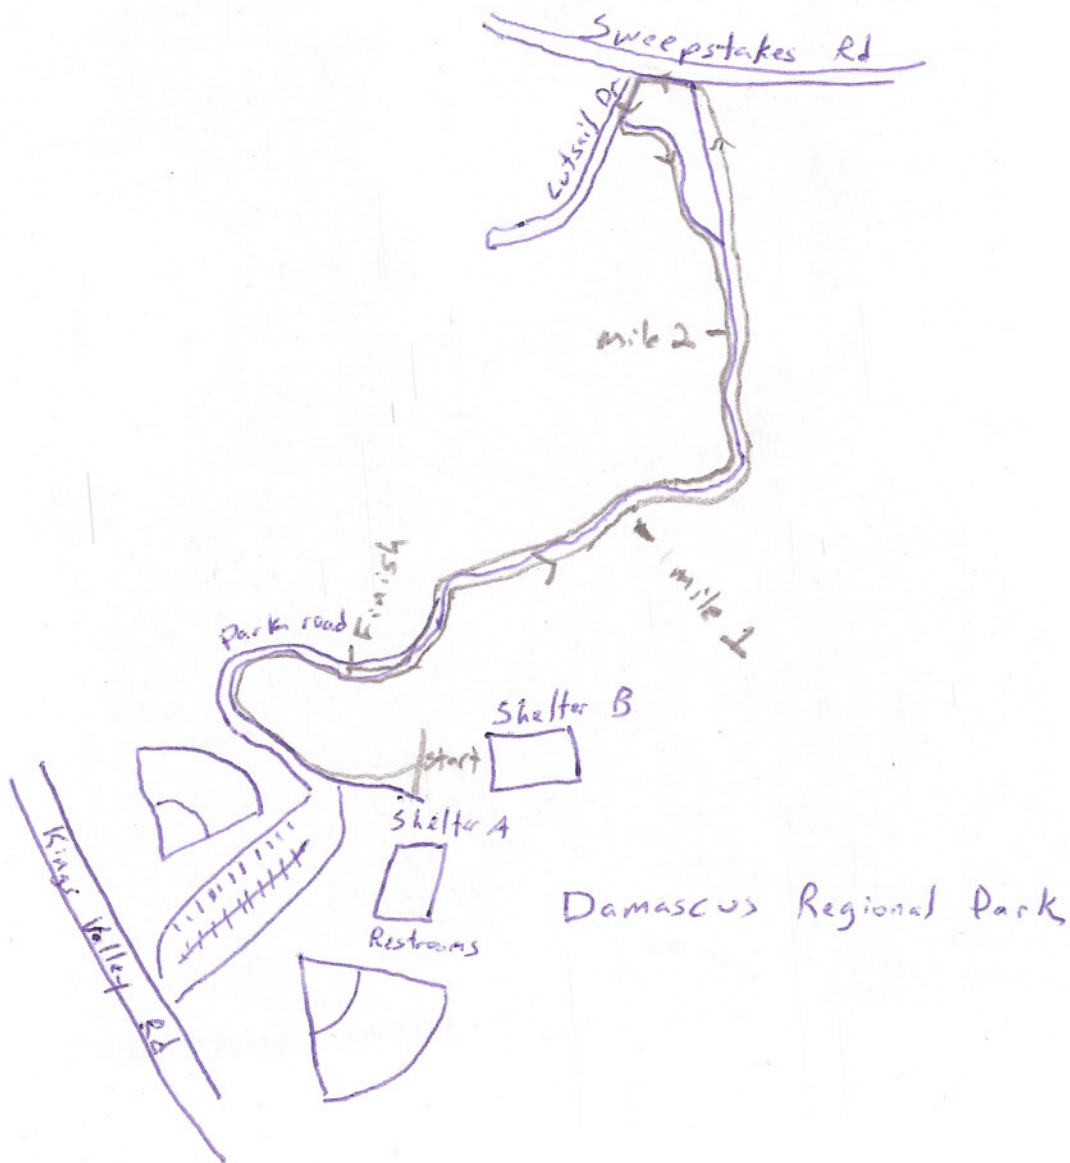 Sweepstakes Rd
Cutsail Dr
mile 2
Finish
mile 1
Park road
Shelter B
start
Shelter A
Kings Valley Rd
Damascus Regional Park
Restrooms